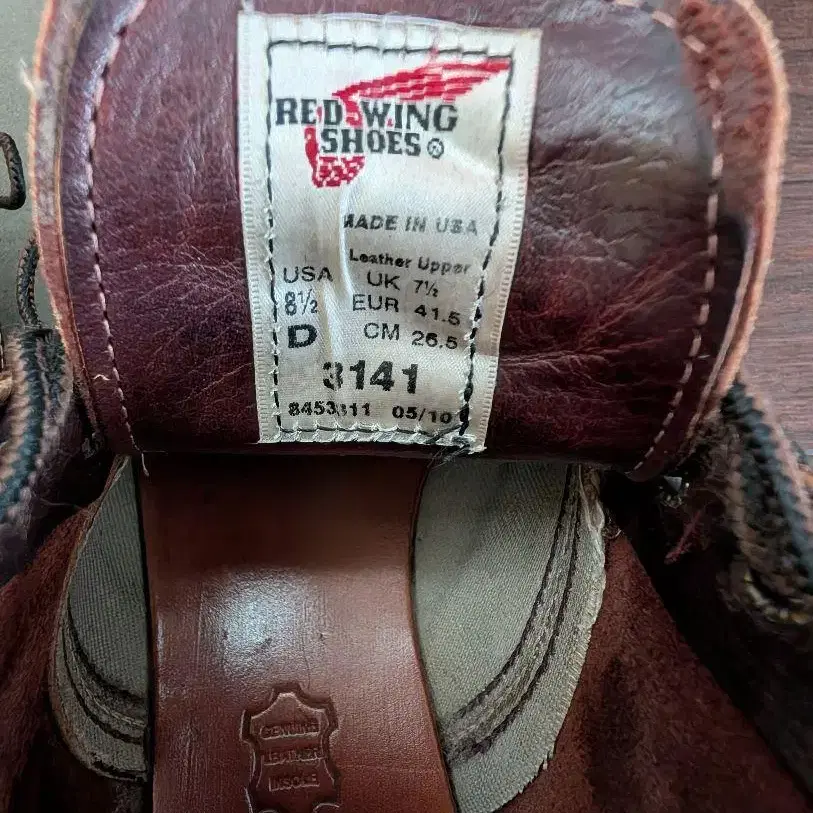 RED WING
SHOES®
MADE IN USA
Leather Upper
USA UK 7½
8½ EUR 41.5
D CM 26.5
3141
8453311 05/10
GENUINE
LEATHER
INSOLE